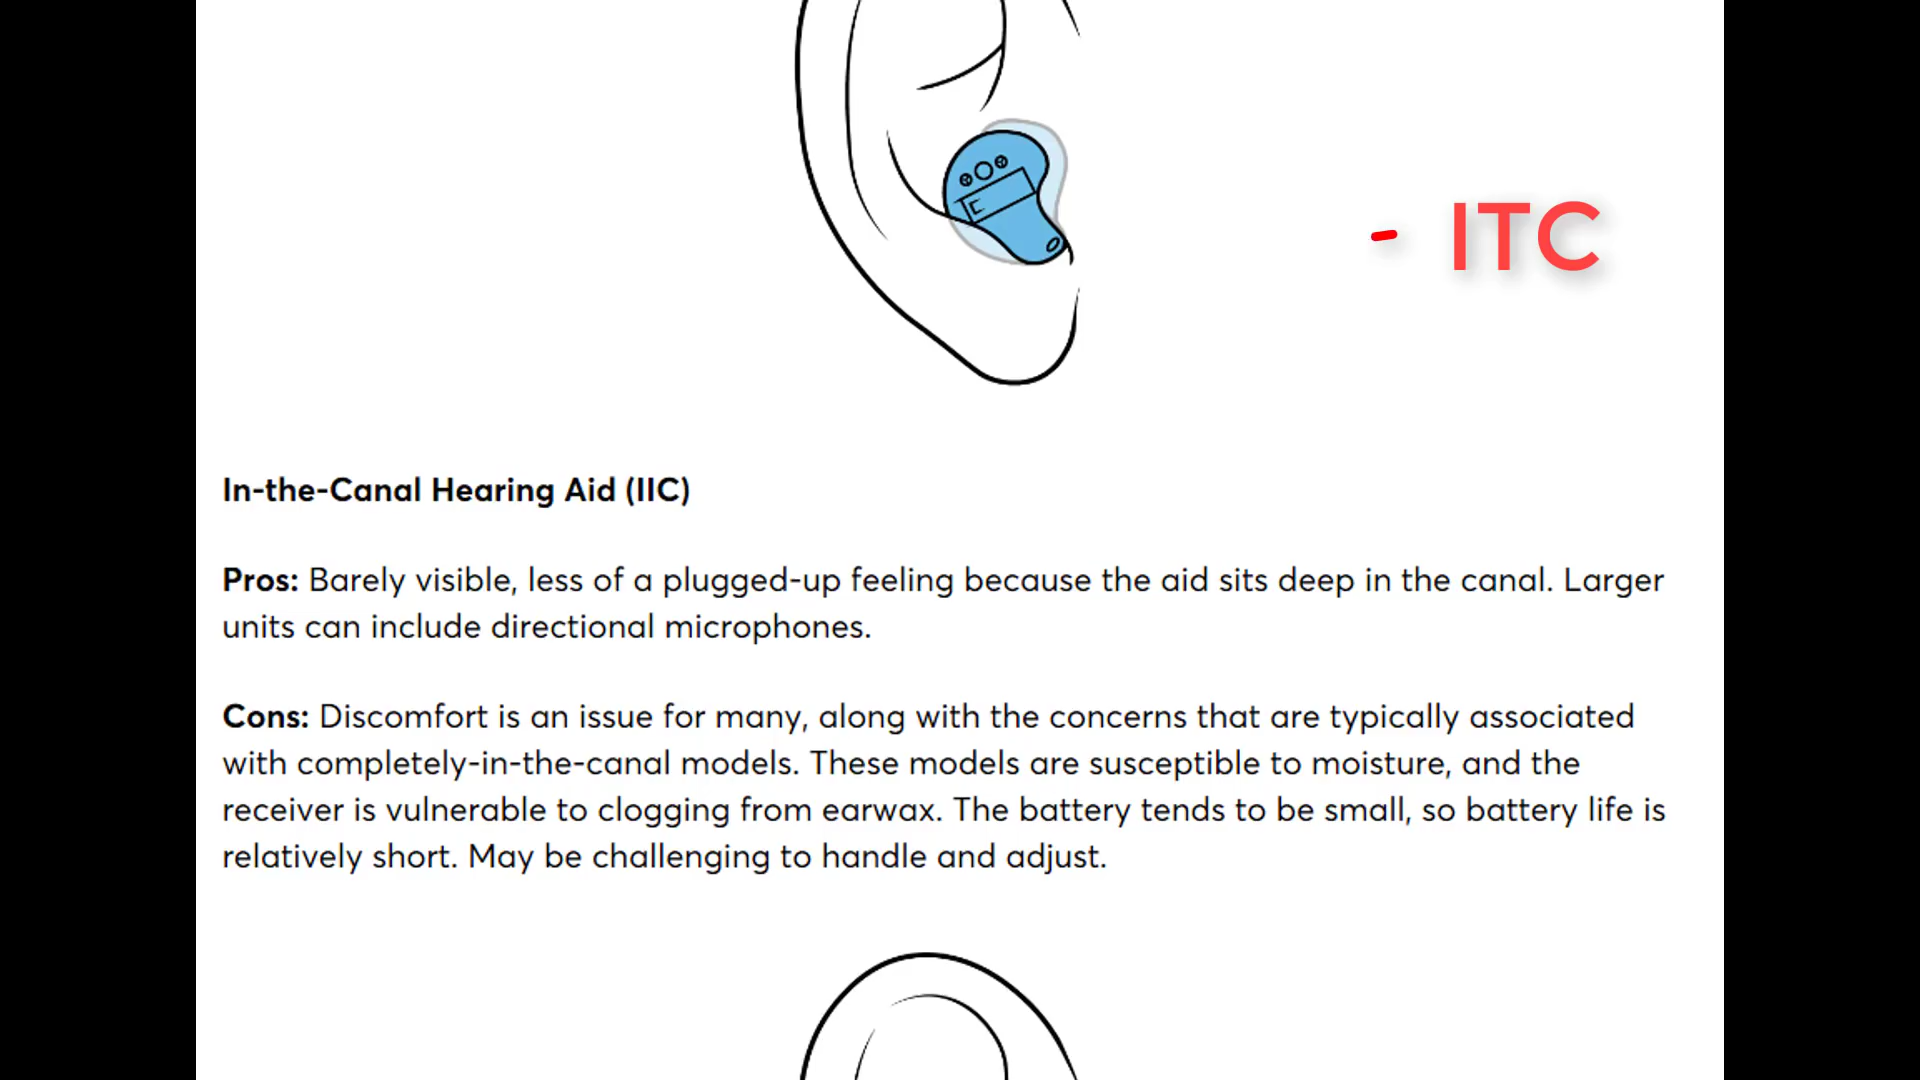 - ITC
In-the-Canal Hearing Aid (IIC)
Pros: Barely visible, less of a plugged-up feeling because the aid sits deep in the canal. Larger
units can include directional microphones.
Cons: Discomfort is an issue for many, along with the concerns that are typically associated
with completely-in-the-canal models. These models are susceptible to moisture, and the
receiver is vulnerable to clogging from earwax. The battery tends to be small, so battery life is
relatively short. May be challenging to handle and adjust.